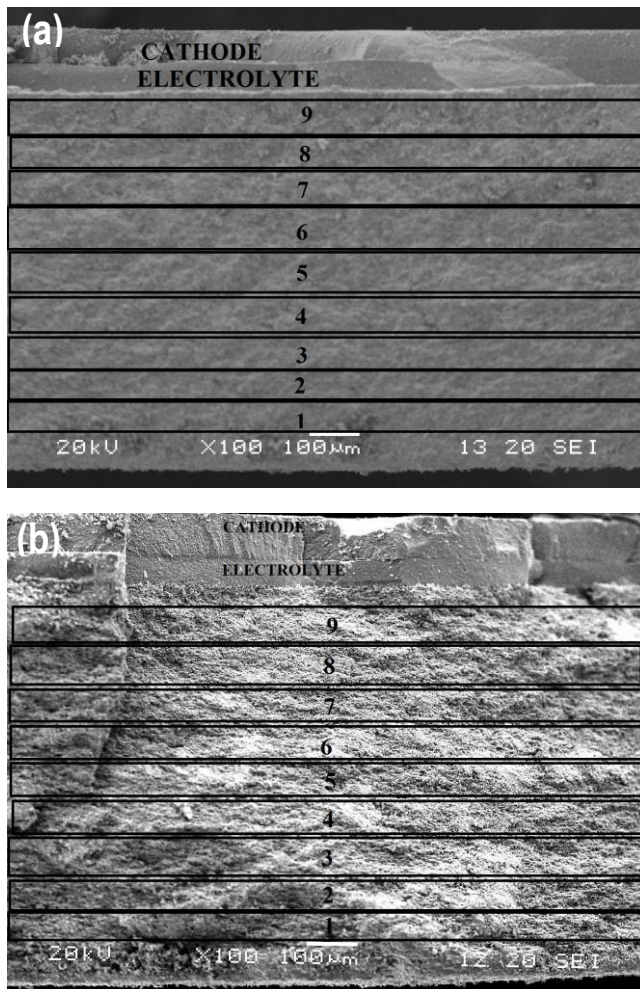 (a)
CATHODE
ELECTROLYTE
9
8
7
6
5
4
3
2
1
20kV X100 100µm 13 20 SEI
(b)
CATHODE
ELECTROLYTE
9
8
7
6
5
4
3
2
1
20kV X100 100µm 12 20 SEI